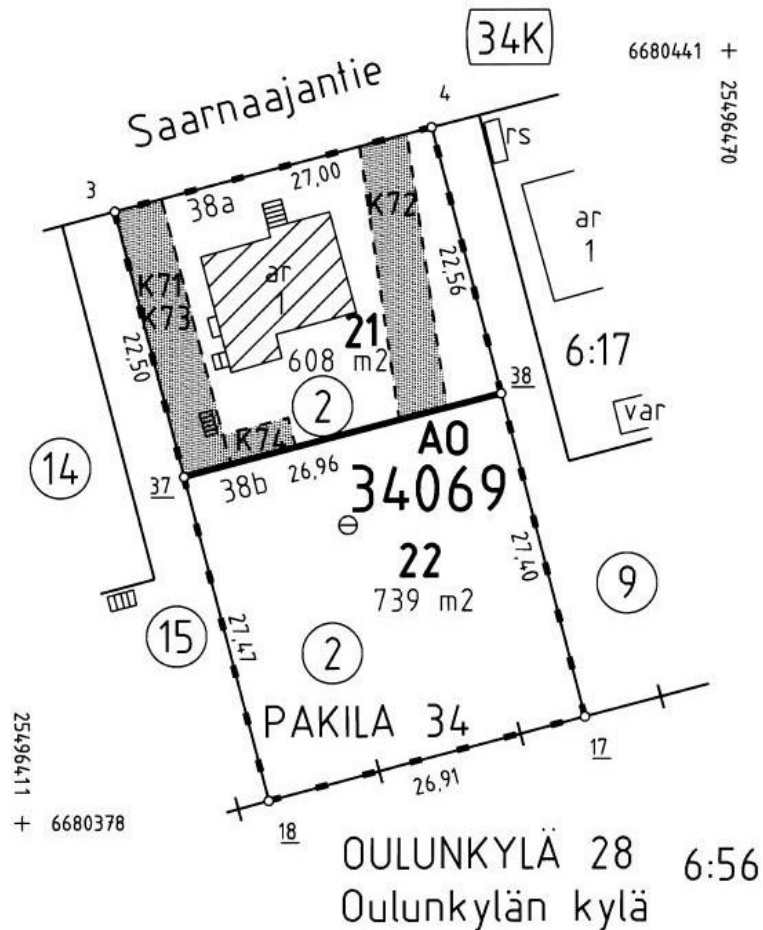 34K
6680441 +
25496470
Saarnaajantie
4
3
27,00
38a
rs
K72
ar
1
ar
I
K71
K73
22,56
22,50
21
608 m2
6:17
2
38
var
K74
AO
14
37
38b
26,96
34069
22
739 m2
27,40
9
15
27,47
2
PAKILA 34
17
25496411
+ 6680378
26,91
18
OULUNKYLÄ 28
6:56
Oulunkylän kylä